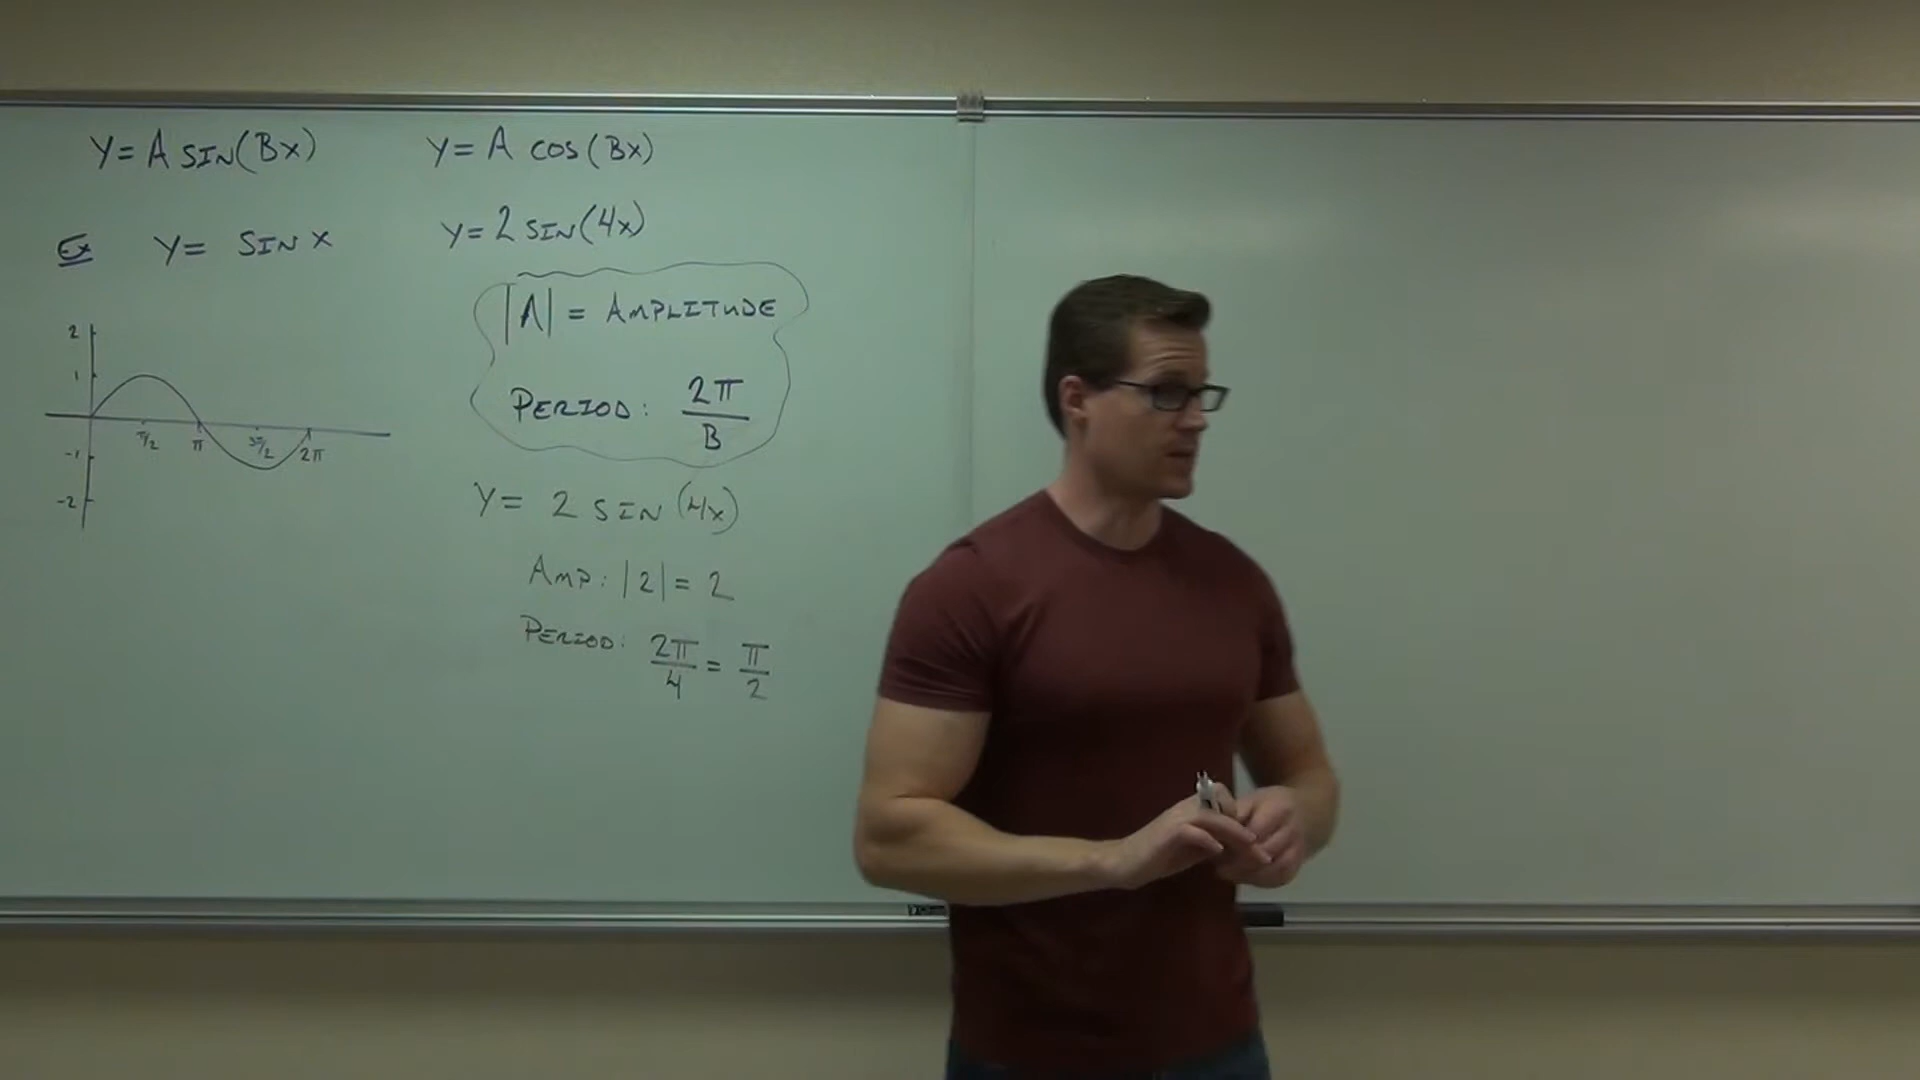 Y = A SIN(Bx)
Y = A COS(Bx)
Ex Y = SIN x
Y = 2 SIN(4x)
|A| = AMPLITUDE
PERIOD: 2π/B
2
1
-1
-2
π/2 π 3π/2 2π
Y = 2 SIN(4x)
AMP: |2| = 2
PERIOD: 2π/4 = π/2